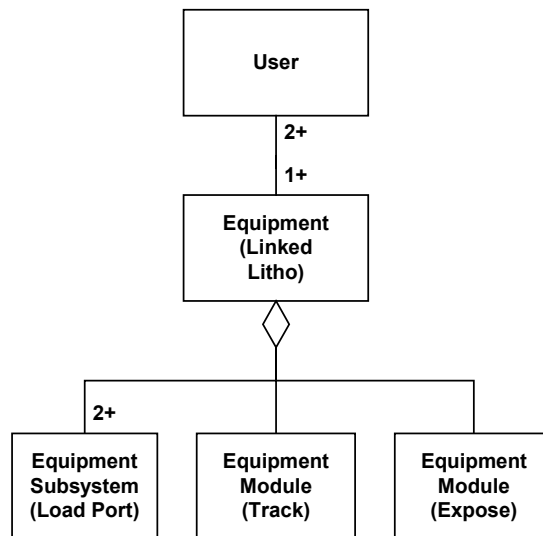 User
2+
1+
Equipment
(Linked
Litho)
2+
Equipment
Subsystem
(Load Port)
Equipment
Module
(Track)
Equipment
Module
(Expose)